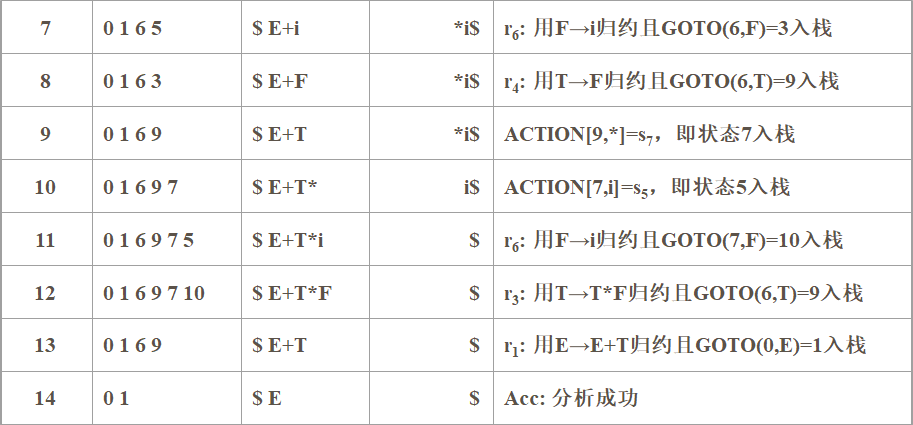 7 0 1 6 5 $ E+i *i$ r6: 用F→i归约且GOTO(6,F)=3入栈
8 0 1 6 3 $ E+F *i$ r4: 用T→F归约且GOTO(6,T)=9入栈
9 0 1 6 9 $ E+T *i$ ACTION[9,*]=s7，即状态7入栈
10 0 1 6 9 7 $ E+T* i$ ACTION[7,i]=s5，即状态5入栈
11 0 1 6 9 7 5 $ E+T*i $ r6: 用F→i归约且GOTO(7,F)=10入栈
12 0 1 6 9 7 10 $ E+T*F $ r3: 用T→T*F归约且GOTO(6,T)=9入栈
13 0 1 6 9 $ E+T $ r1: 用E→E+T归约且GOTO(0,E)=1入栈
14 0 1 $ E $ Acc: 分析成功